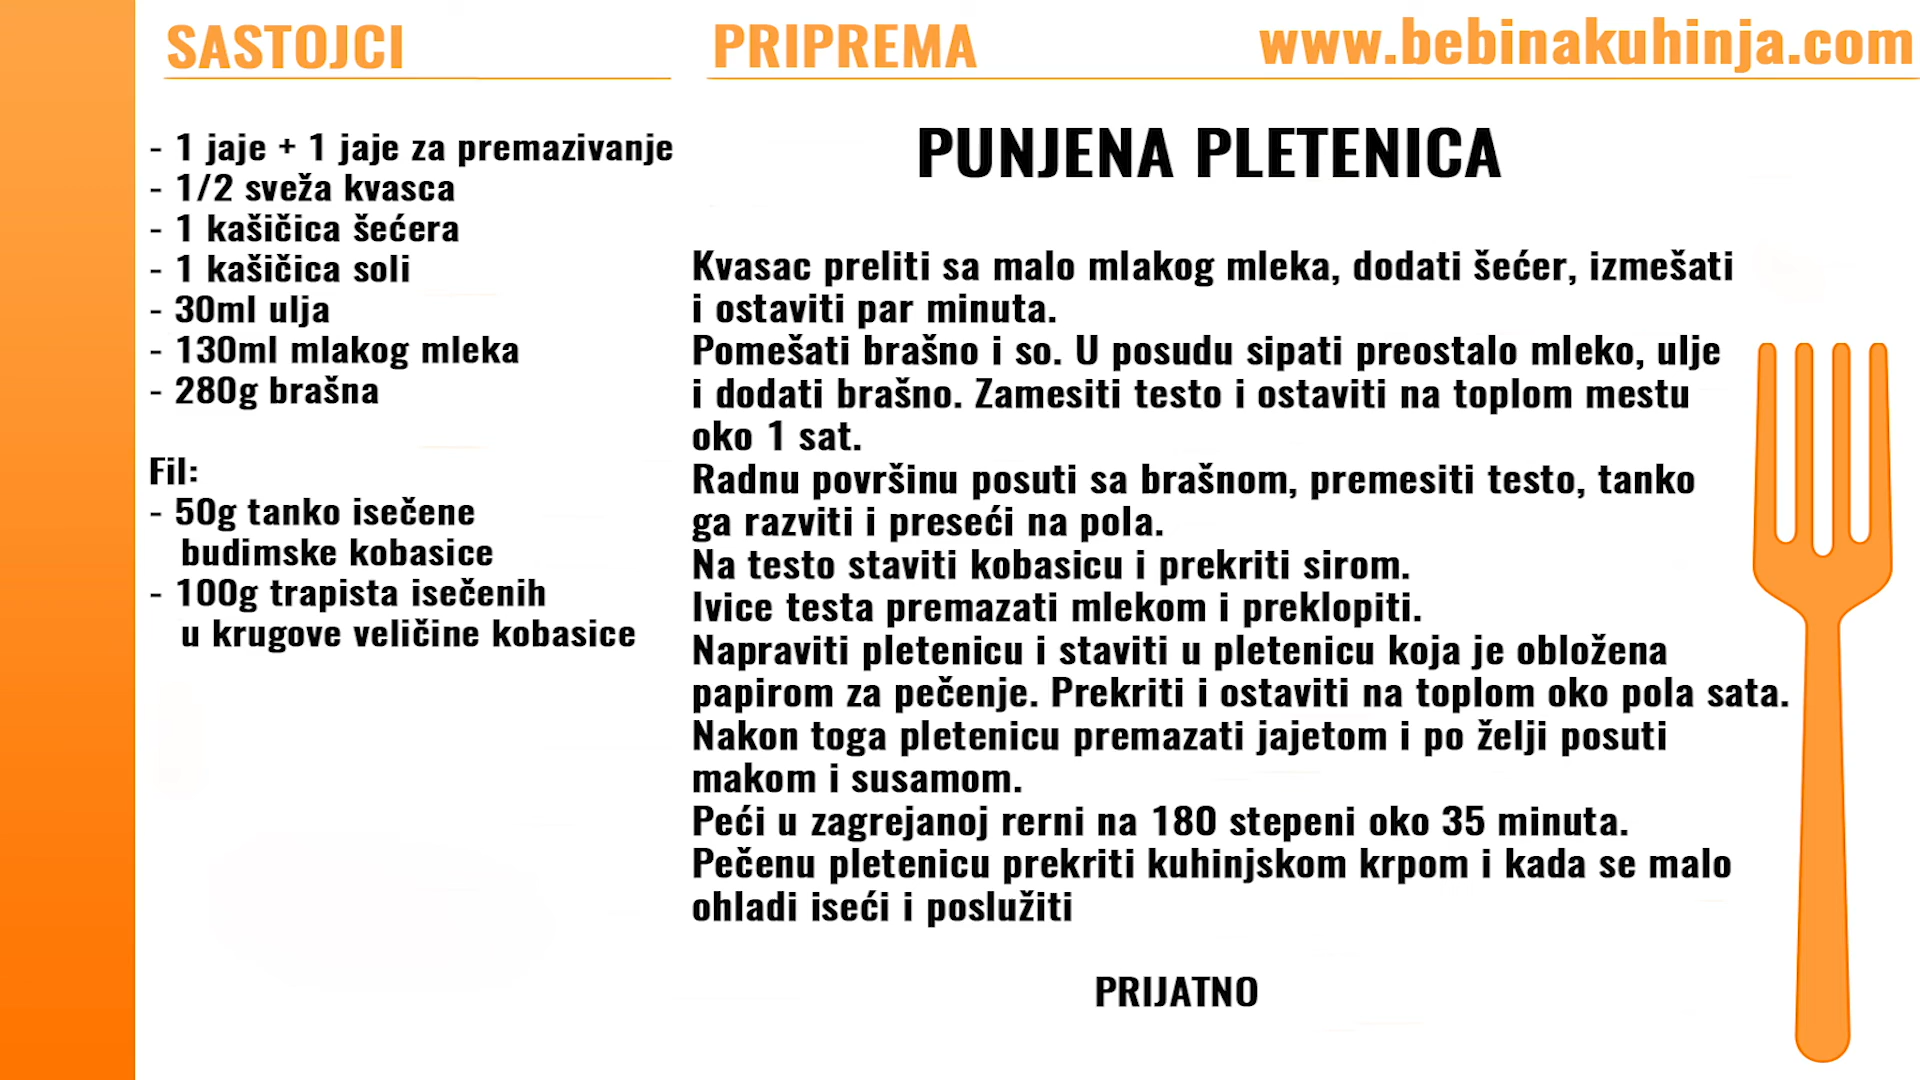 SASTOJCI
- 1 jaje + 1 jaje za premazivanje
- 1/2 sveža kvasca
- 1 kašičica šećera
- 1 kašičica soli
- 30ml ulja
- 130ml mlakog mleka
- 280g brašna
Fil:
- 50g tanko isečene
budimske kobasice
- 100g trapista isečenih
u krugove veličine kobasice
PRIPREMA
www.bebinakuhinja.com
PUNJENA PLETENICA
Kvasac preliti sa malo mlakog mleka, dodati šećer, izmešati
i ostaviti par minuta.
Pomešati brašno i so. U posudu sipati preostalo mleko, ulje
i dodati brašno. Zamesiti testo i ostaviti na toplom mestu
oko 1 sat.
Radnu površinu posuti sa brašnom, premesiti testo, tanko
ga razviti i preseći na pola.
Na testo staviti kobasicu i prekriti sirom.
Ivice testa premazati mlekom i preklopiti.
Napraviti pletenicu i staviti u pletenicu koja je obložena
papirom za pečenje. Prekriti i ostaviti na toplom oko pola sata.
Nakon toga pletenicu premazati jajetom i po želji posuti
makom i susamom.
Peći u zagrejanoj rerni na 180 stepeni oko 35 minuta.
Pečenu pletenicu prekriti kuhinjskom krpom i kada se malo
ohladi iseći i poslužiti
PRIJATNO